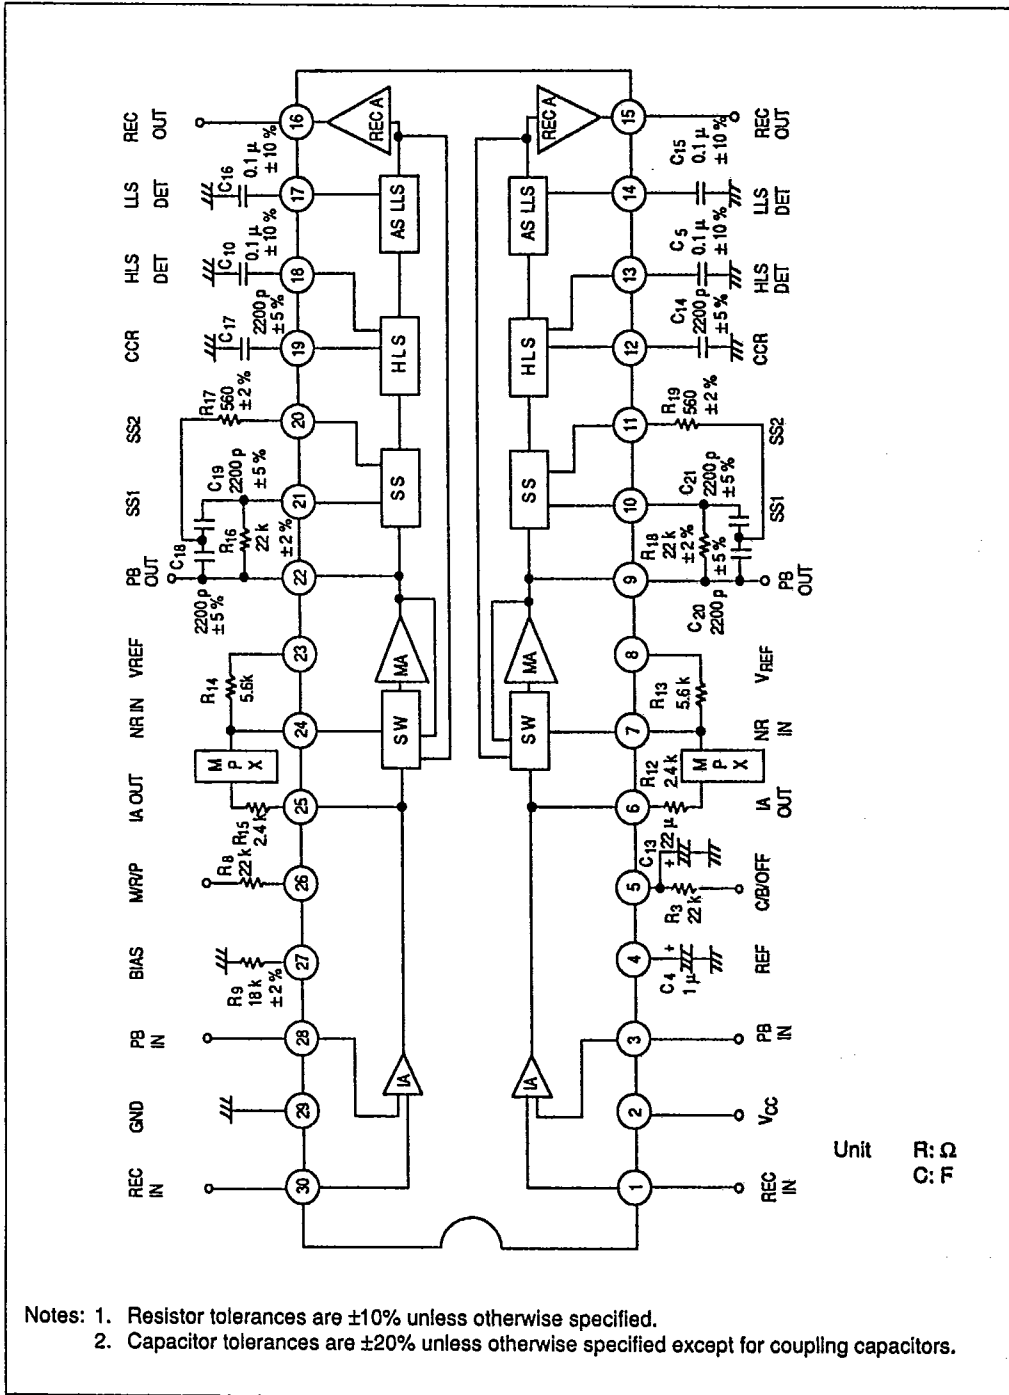 REC
OUT
LLS
DET
HLS
DET
CCR
SS2
SS1
PB
OUT
VREF
NR IN
IA OUT
M/R/P
BIAS
PB
IN
GND
REC
IN
C16
0.1 μ
±10 %
C10
0.1 μ
±10 %
C17
2200 p
±5 %
R17
560
±2 %
C19
2200 p
±5 %
R16
22 k
±2 %
C18
2200 p
±5 %
R14
5.6k
M
P
X
R15
2.4 k
R8
22 k
R9
18 k
±2 %
16
17
18
19
20
21
22
23
24
25
26
27
28
29
30
REC A
AS LLS
HLS
SS
MA
SW
IA
REC A
AS LLS
HLS
SS
MA
SW
IA
15
14
13
12
11
10
9
8
7
6
5
4
3
2
1
C15
0.1 μ
±10 %
C5
0.1 μ
±10 %
C14
2200 p
±5 %
R19
560
±2 %
C21
2200 p
±5 %
R18
22 k
±2 %
±5 %
C20
2200 p
R13
5.6 k
M
P
X
R12
2.4 k
C13
22 μ
+
R3
22 k
C4
1 μ
+
REC
OUT
LLS
DET
HLS
DET
CCR
SS2
SS1
PB
OUT
VREF
NR
IN
IA
OUT
C/B/OFF
REF
PB
IN
VCC
REC
IN
Unit R: Ω
C: F
Notes: 1. Resistor tolerances are ±10% unless otherwise specified.
2. Capacitor tolerances are ±20% unless otherwise specified except for coupling capacitors.